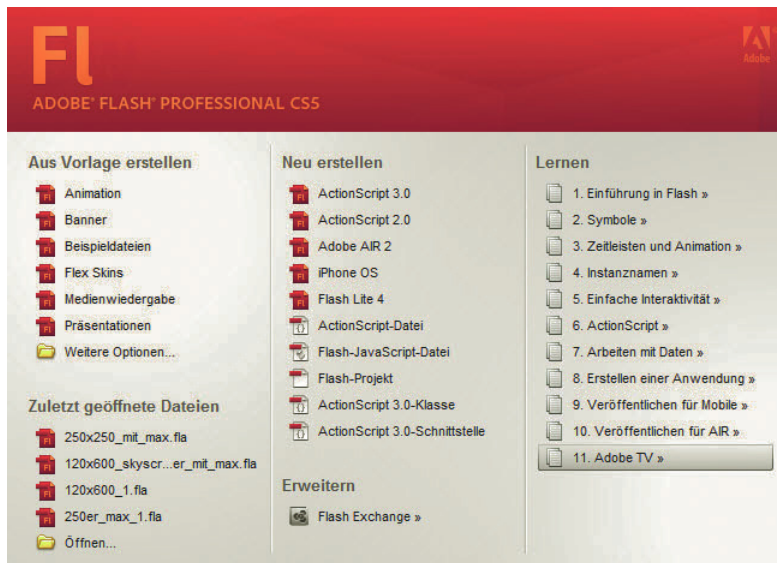 Fl
Adobe
ADOBE® FLASH® PROFESSIONAL CS5
Aus Vorlage erstellen
Animation
Banner
Beispieldateien
Flex Skins
Medienwiedergabe
Präsentationen
Weitere Optionen...
Zuletzt geöffnete Dateien
250x250_mit_max.fla
120x600_skyscr...er_mit_max.fla
120x600_1.fla
250er_max_1.fla
Öffnen...
Neu erstellen
ActionScript 3.0
ActionScript 2.0
Adobe AIR 2
iPhone OS
Flash Lite 4
ActionScript-Datei
Flash-JavaScript-Datei
Flash-Projekt
ActionScript 3.0-Klasse
ActionScript 3.0-Schnittstelle
Erweitern
Flash Exchange »
Lernen
1. Einführung in Flash »
2. Symbole »
3. Zeitleisten und Animation »
4. Instanznamen »
5. Einfache Interaktivität »
6. ActionScript »
7. Arbeiten mit Daten »
8. Erstellen einer Anwendung »
9. Veröffentlichen für Mobile »
10. Veröffentlichen für AIR »
11. Adobe TV »